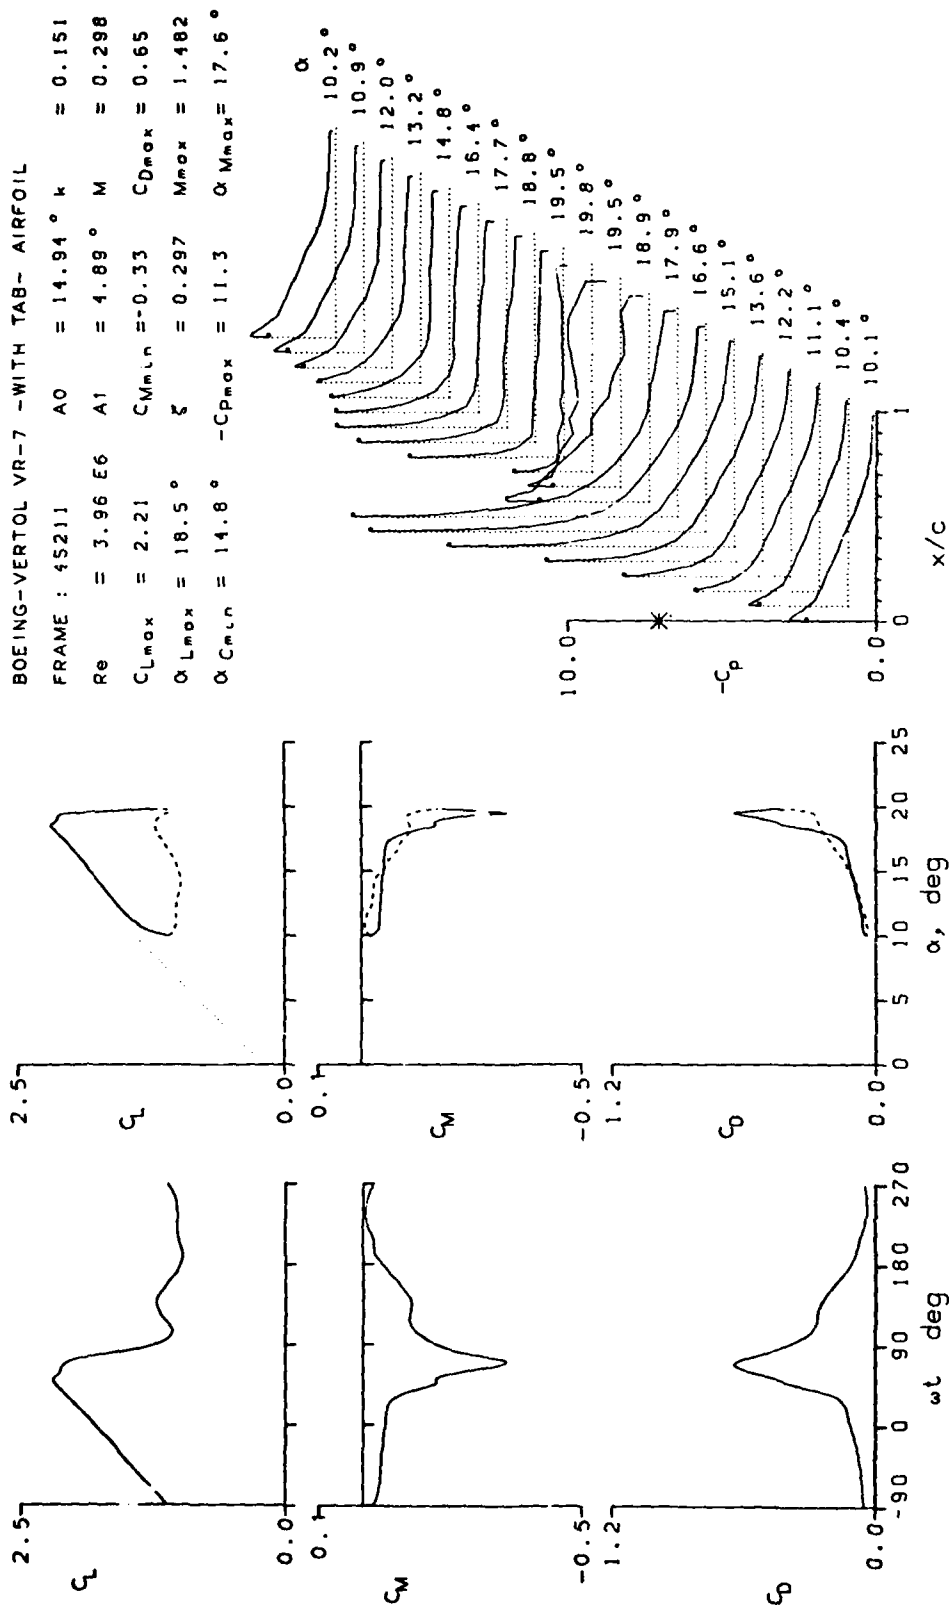 BOEING-VERTOL VR-7 -WITH TAB- AIRFOIL
FRAME : 45211 A0 = 14.94° k = 0.151
Re = 3.96 E6 A1 = 4.89° M = 0.298
CLmax = 2.21 CMmin =-0.33 CDmax = 0.65
αLmax = 18.5° ζ = 0.297 Mmax = 1.482
αCmin = 14.8° -CPmax = 11.3 αMmax= 17.6°
2.5
CL
0.0
0.1
CM
-0.5
1.2
CD
0.0
-90 0 90 180 270
ωt deg
2.5
CL
0.0
0.1
CM
-0.5
1.2
CD
0.0
0 5 10 15 20 25
α, deg
α
10.2°
10.9°
12.0°
13.2°
14.8°
16.4°
17.7°
18.8°
19.5°
19.8°
19.5°
18.9°
17.9°
16.6°
15.1°
13.6°
12.2°
11.1°
10.4°
10.1°
10.0
-Cp
0.0
0 1
x/c